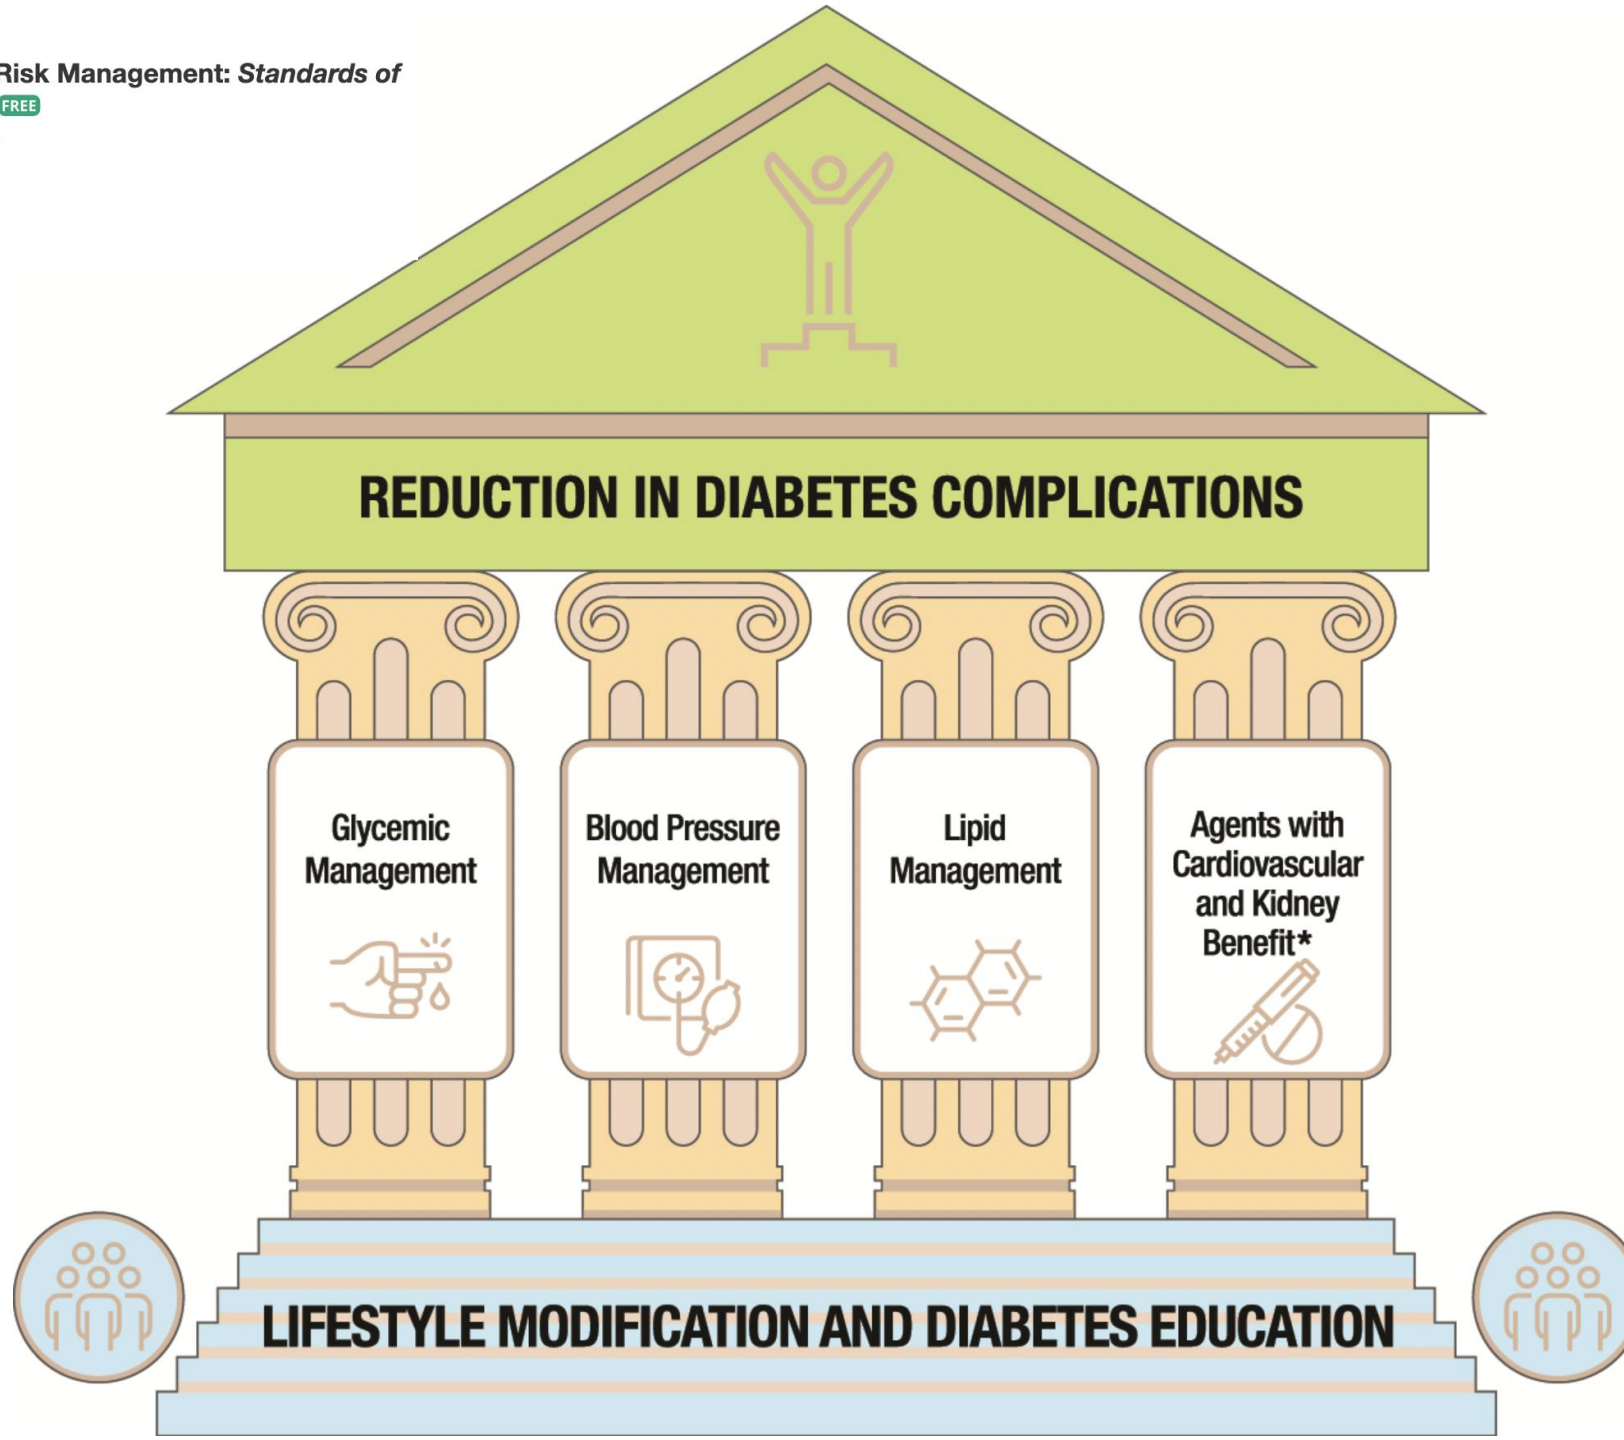 Risk Management: Standards of
FREE
REDUCTION IN DIABETES COMPLICATIONS
Glycemic
Management
Blood Pressure
Management
Lipid
Management
Agents with
Cardiovascular
and Kidney
Benefit*
LIFESTYLE MODIFICATION AND DIABETES EDUCATION